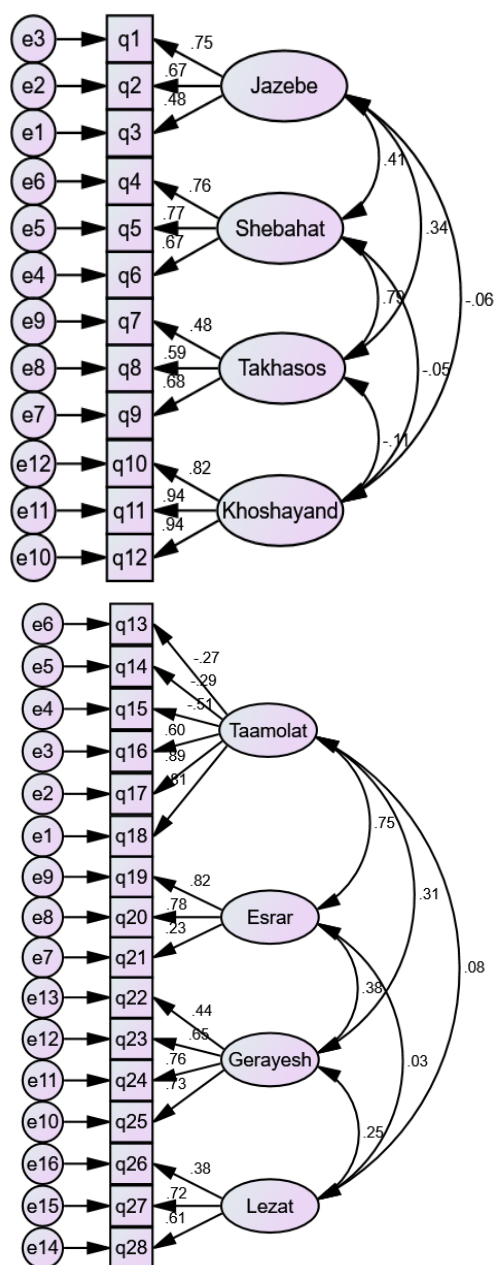 e3 q1 .75
e2 q2 .67 Jazebe
e1 q3 .48
e6 q4 .76 .41
e5 q5 .77 Shebahat .34
e4 q6 .67
e9 q7 .48 .79 -.06
e8 q8 .59 Takhasos -.05
e7 q9 .68
e12 q10 .82 -.11
e11 q11 .94 Khoshayand
e10 q12 .94
e6 q13 -.27
e5 q14 -.29
e4 q15 -.51 Taamolat
e3 q16 .60
e2 q17 .89
e1 q18 .81 .75
e9 q19 .82 .31
e8 q20 .78 Esrar
e7 q21 .23 .08
e13 q22 .44 .38
e12 q23 .65
e11 q24 .76 Gerayesh .03
e10 q25 .73 .25
e16 q26 .38
e15 q27 .72 Lezat
e14 q28 .61